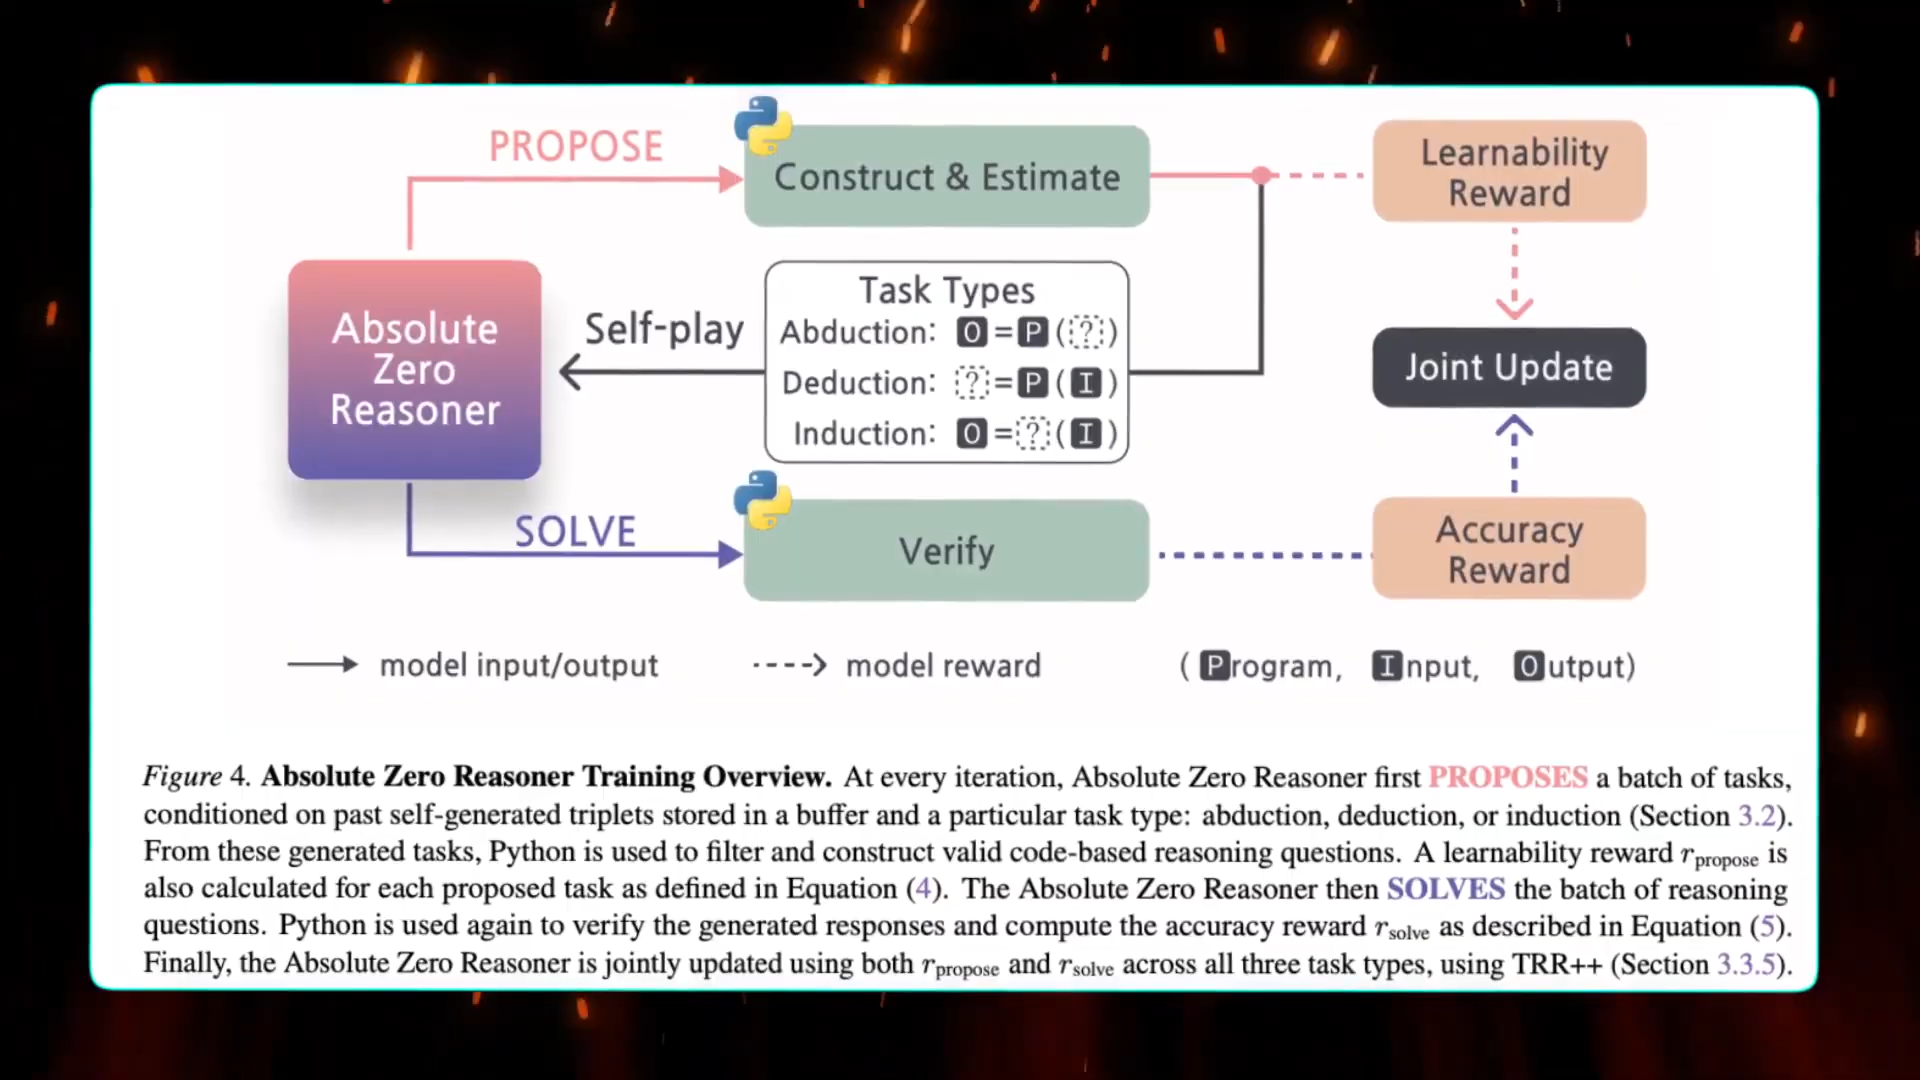 PROPOSE
Construct & Estimate
Learnability
Reward
Absolute
Zero
Reasoner
Self-play
Task Types
Abduction: O = P ( ? )
Deduction: ? = P ( I )
Induction: O = ? ( I )
Joint Update
SOLVE
Verify
Accuracy
Reward
model input/output
model reward
( Program, Input, Output)
Figure 4. Absolute Zero Reasoner Training Overview. At every iteration, Absolute Zero Reasoner first PROPOSES a batch of tasks,
conditioned on past self-generated triplets stored in a buffer and a particular task type: abduction, deduction, or induction (Section 3.2).
From these generated tasks, Python is used to filter and construct valid code-based reasoning questions. A learnability reward r_propose is
also calculated for each proposed task as defined in Equation (4). The Absolute Zero Reasoner then SOLVES the batch of reasoning
questions. Python is used again to verify the generated responses and compute the accuracy reward r_solve as described in Equation (5).
Finally, the Absolute Zero Reasoner is jointly updated using both r_propose and r_solve across all three task types, using TRR++ (Section 3.3.5).